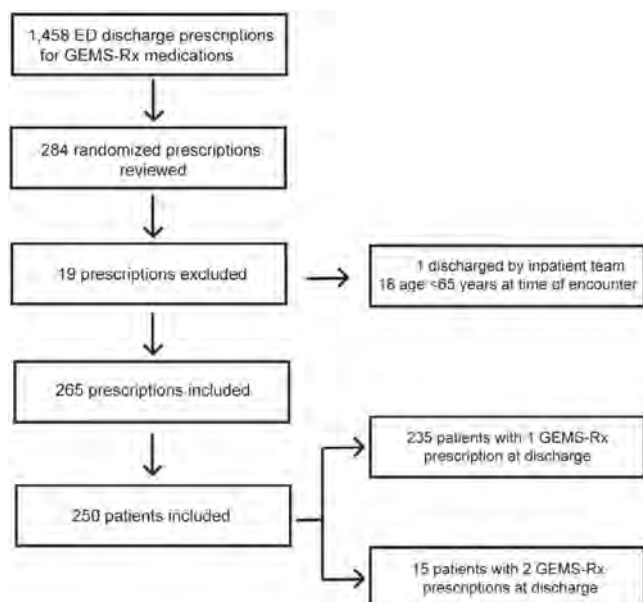 1,458 ED discharge prescriptions
for GEMS-Rx medications
284 randomized prescriptions
reviewed
19 prescriptions excluded
1 discharged by inpatient team
18 age <65 years at time of encounter
265 prescriptions included
235 patients with 1 GEMS-Rx
prescription at discharge
250 patients included
15 patients with 2 GEMS-Rx
prescriptions at discharge